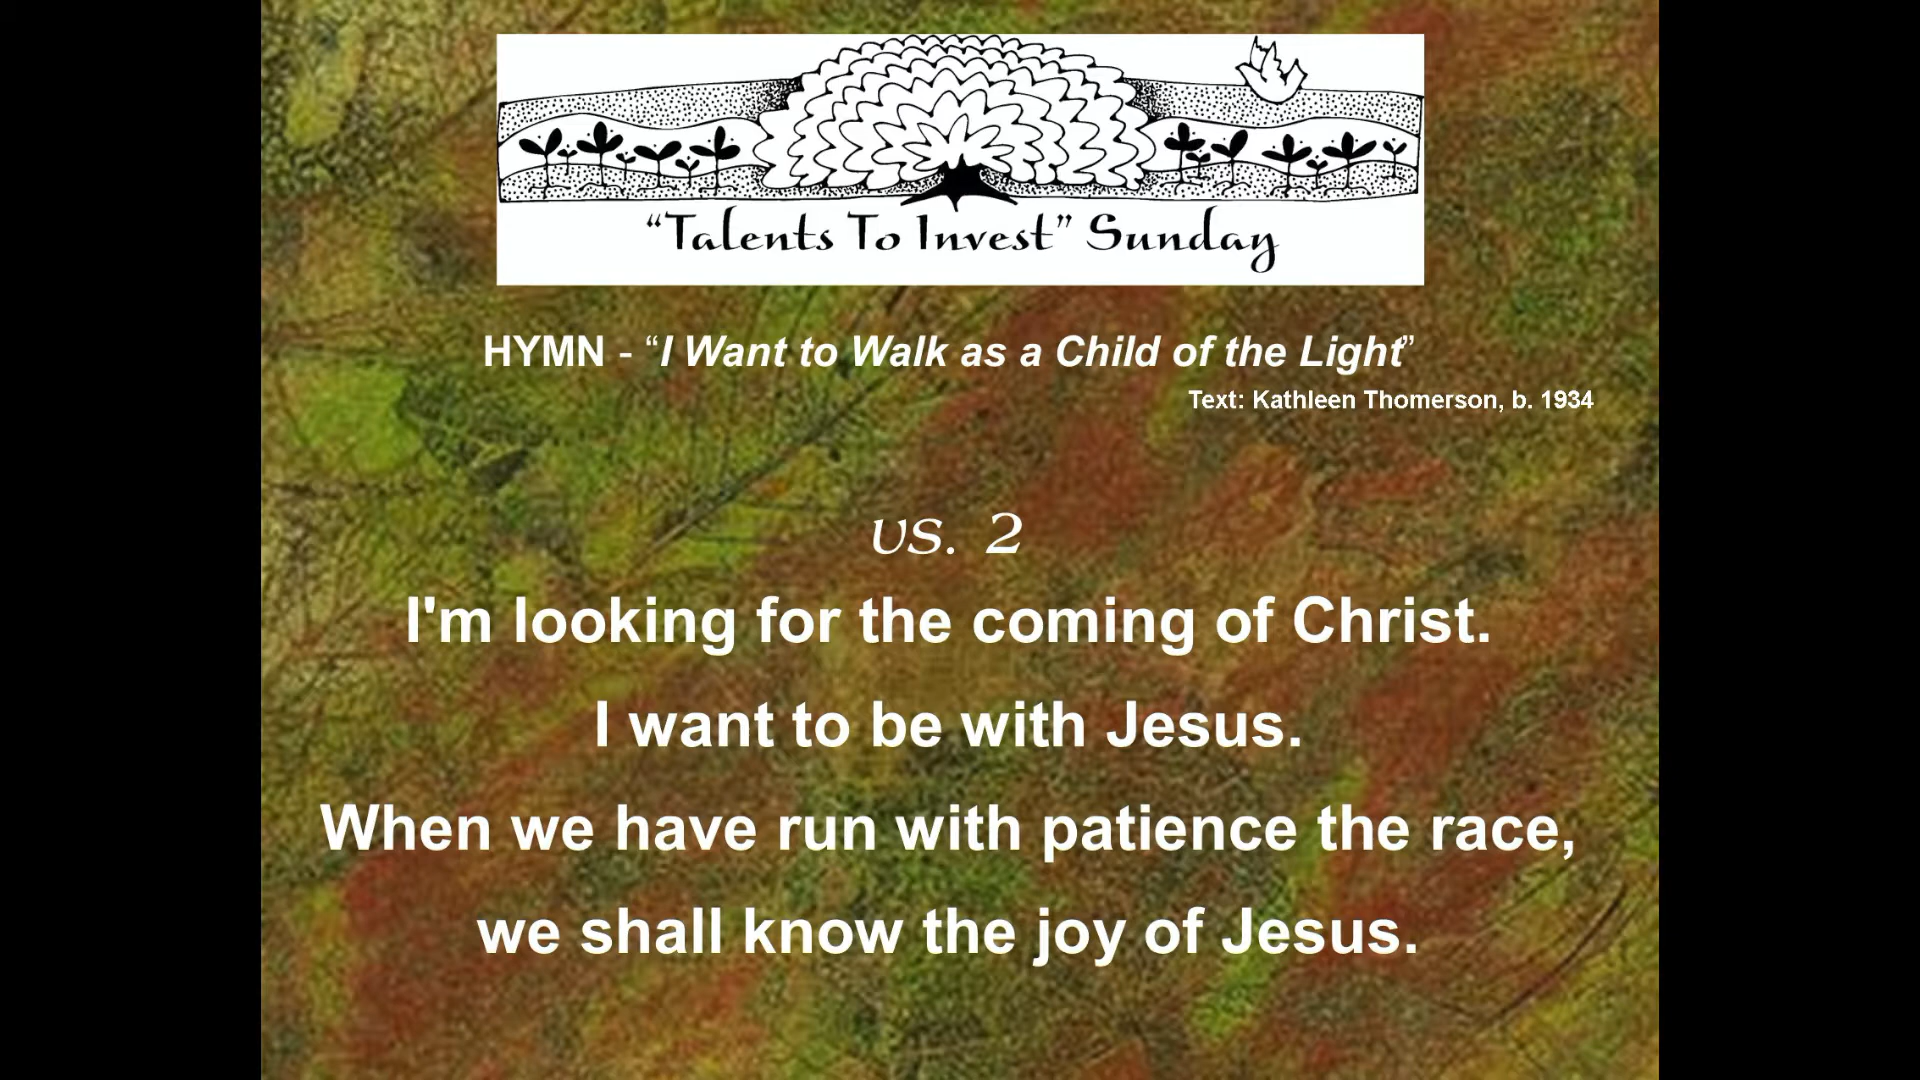 “Talents To Invest” Sunday
HYMN - “I Want to Walk as a Child of the Light”
Text: Kathleen Thomerson, b. 1934
vs. 2
I'm looking for the coming of Christ.
I want to be with Jesus.
When we have run with patience the race,
we shall know the joy of Jesus.